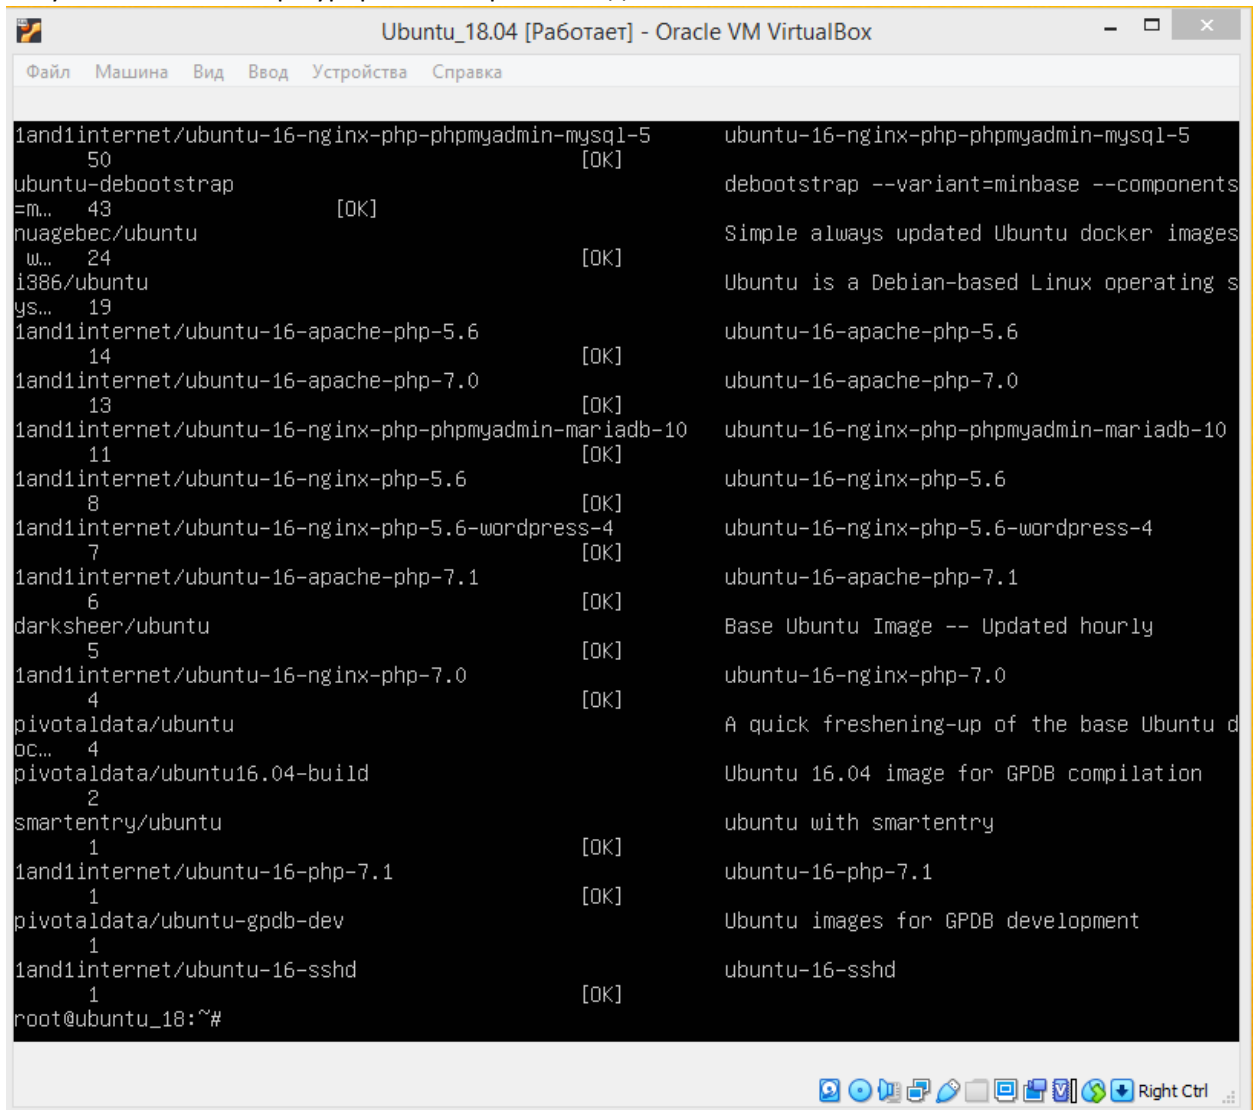 Ubuntu_18.04 [Работает] - Oracle VM VirtualBox
Файл Машина Вид Ввод Устройства Справка
1and1internet/ubuntu-16-nginx-php-phpmyadmin-mysql-5 ubuntu-16-nginx-php-phpmyadmin-mysql-5
50 [OK]
ubuntu-debootstrap debootstrap --variant=minbase --components
=m… 43 [OK]
nuagebec/ubuntu Simple always updated Ubuntu docker images
w… 24 [OK]
i386/ubuntu Ubuntu is a Debian-based Linux operating s
ys… 19
1and1internet/ubuntu-16-apache-php-5.6 ubuntu-16-apache-php-5.6
14 [OK]
1and1internet/ubuntu-16-apache-php-7.0 ubuntu-16-apache-php-7.0
13 [OK]
1and1internet/ubuntu-16-nginx-php-phpmyadmin-mariadb-10 ubuntu-16-nginx-php-phpmyadmin-mariadb-10
11 [OK]
1and1internet/ubuntu-16-nginx-php-5.6 ubuntu-16-nginx-php-5.6
8 [OK]
1and1internet/ubuntu-16-nginx-php-5.6-wordpress-4 ubuntu-16-nginx-php-5.6-wordpress-4
7 [OK]
1and1internet/ubuntu-16-apache-php-7.1 ubuntu-16-apache-php-7.1
6 [OK]
darksheer/ubuntu Base Ubuntu Image -- Updated hourly
5 [OK]
1and1internet/ubuntu-16-nginx-php-7.0 ubuntu-16-nginx-php-7.0
4 [OK]
pivotaldata/ubuntu A quick freshening-up of the base Ubuntu d
oc… 4
pivotaldata/ubuntu16.04-build Ubuntu 16.04 image for GPDB compilation
2
smartentry/ubuntu ubuntu with smartentry
1 [OK]
1and1internet/ubuntu-16-php-7.1 ubuntu-16-php-7.1
1 [OK]
pivotaldata/ubuntu-gpdb-dev Ubuntu images for GPDB development
1
1and1internet/ubuntu-16-sshd ubuntu-16-sshd
1 [OK]
root@ubuntu_18:~#
Right Ctrl